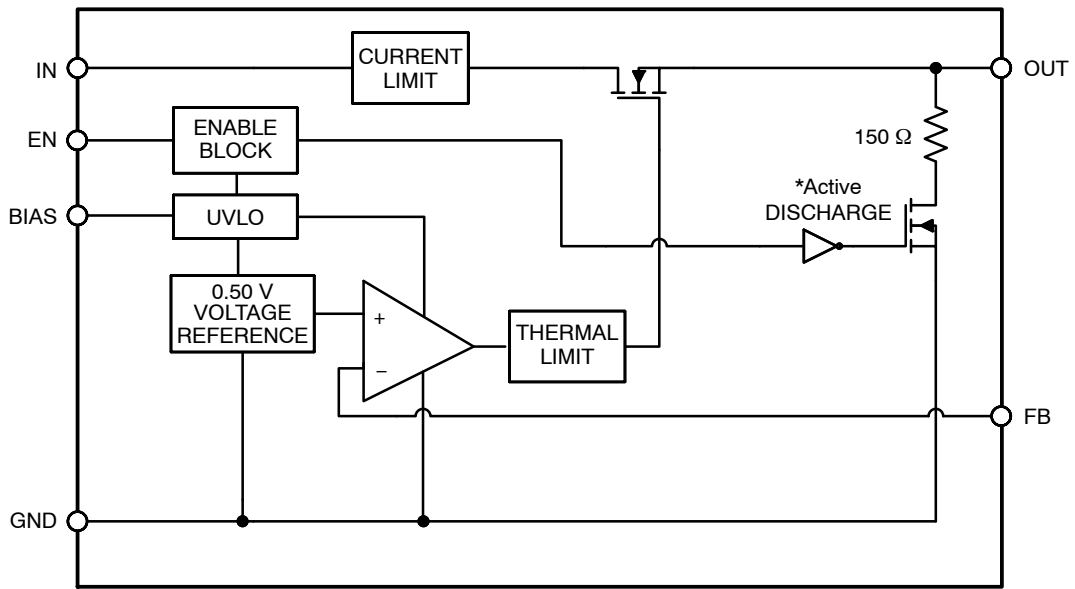 CURRENT
LIMIT
IN
OUT
ENABLE
BLOCK
EN
150 Ω
*Active
DISCHARGE
BIAS
UVLO
0.50 V
VOLTAGE
REFERENCE
+
−
THERMAL
LIMIT
FB
GND